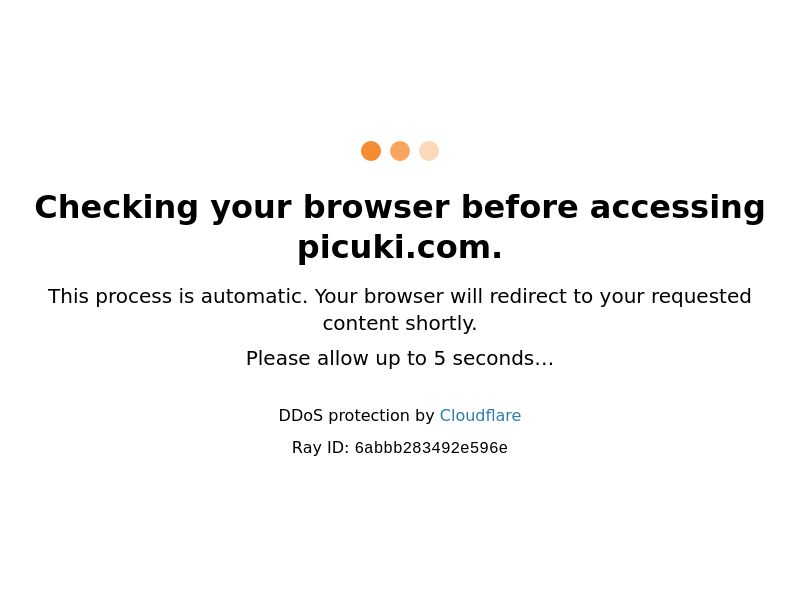 Checking your browser before accessing
picuki.com.
This process is automatic. Your browser will redirect to your requested
content shortly.
Please allow up to 5 seconds…
DDoS protection by Cloudflare
Ray ID: 6abbb283492e596e